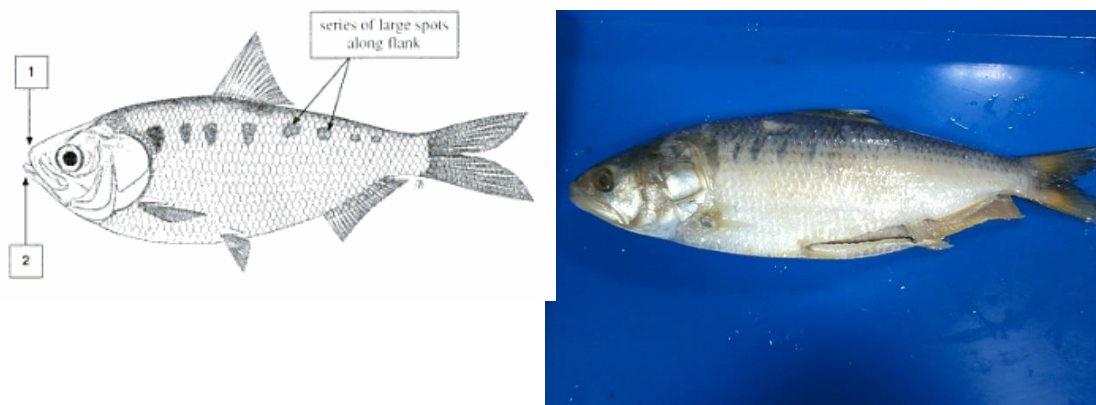 series of large spots
along flank
1
2